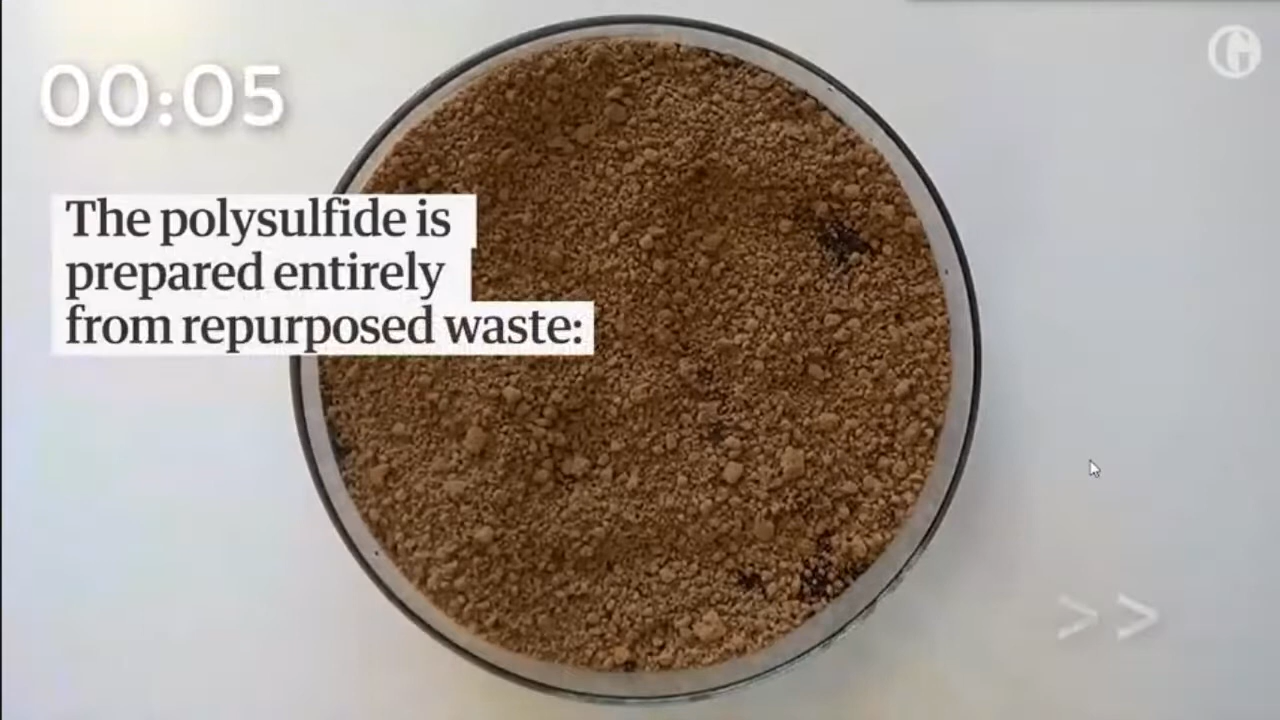 00:05
The polysulfide is
prepared entirely
from repurposed waste:
>>